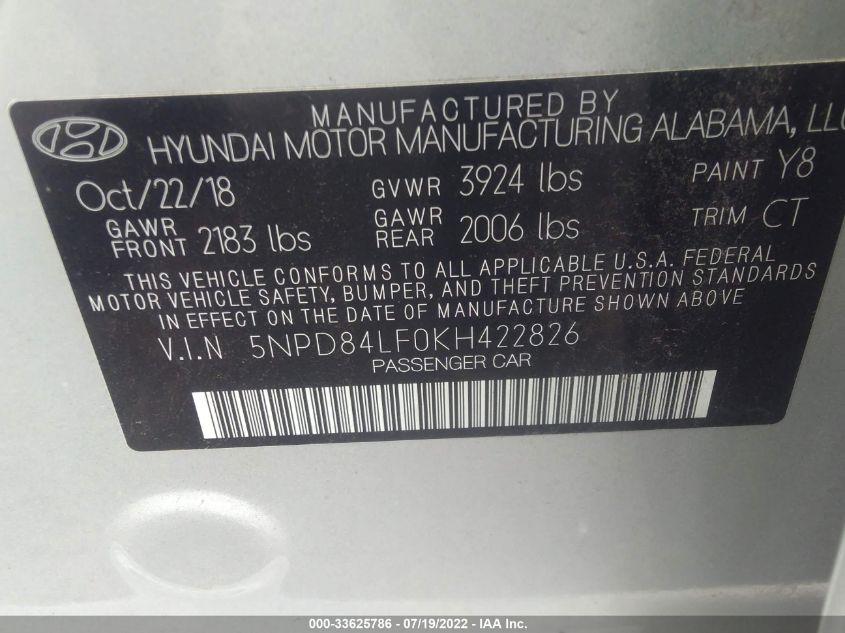 MANUFACTURED BY
HYUNDAI MOTOR MANUFACTURING ALABAMA, LLC
Oct/22/18 GVWR 3924 lbs PAINT Y8
GAWR FRONT 2183 lbs GAWR REAR 2006 lbs TRIM CT
THIS VEHICLE CONFORMS TO ALL APPLICABLE U.S.A. FEDERAL
MOTOR VEHICLE SAFETY, BUMPER, AND THEFT PREVENTION STANDARDS
IN EFFECT ON THE DATE OF MANUFACTURE SHOWN ABOVE
V.I.N 5NPD84LF0KH422826
PASSENGER CAR
000-33625786 - 07/19/2022 - IAA Inc.